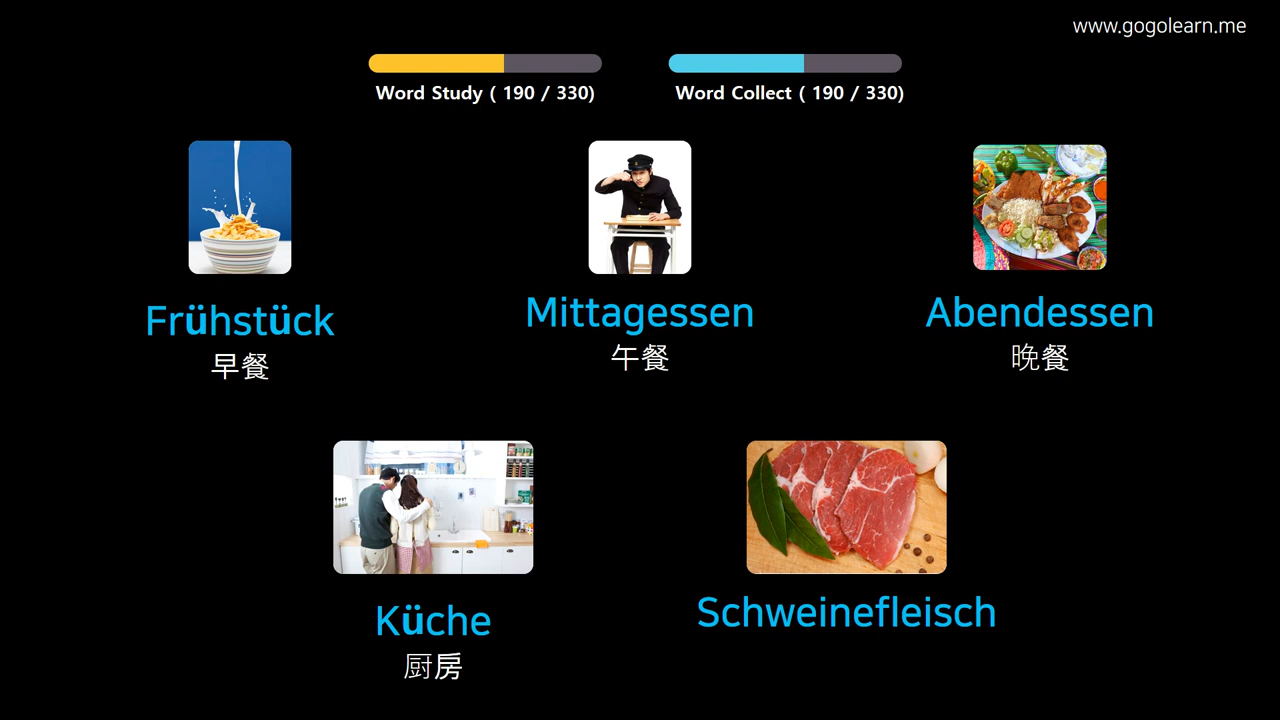 www.gogolearn.me
Word Study ( 190 / 330)
Word Collect ( 190 / 330)
Frühstück
早餐
Mittagessen
午餐
Abendessen
晚餐
Küche
厨房
Schweinefleisch